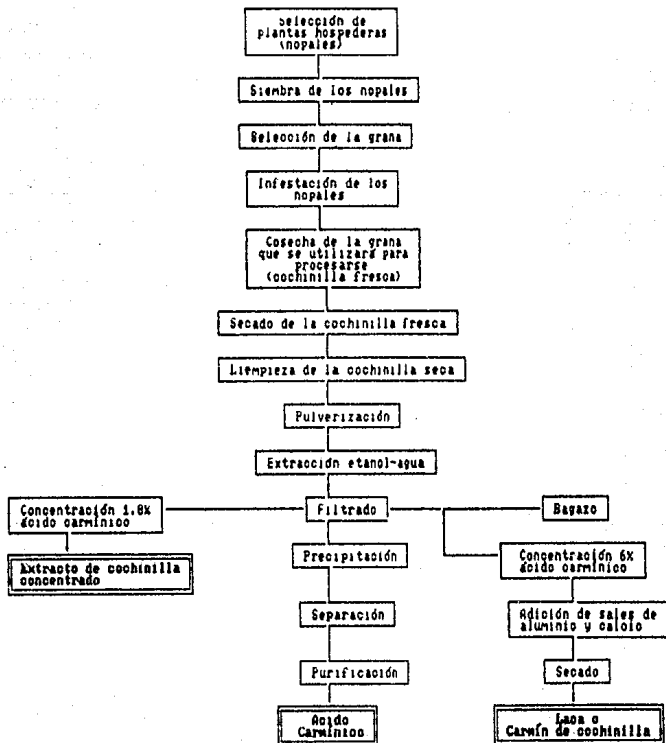 Selección de
plantas hospederas
(nopales)
Siembra de los nopales
Selección de la grana
Infestación de los
nopales
Cosecha de la grana
que se utilizará para
procesarse
(cochinilla fresca)
Secado de la cochinilla fresca
Liempieza de la cochinilla seca
Pulverización
Extracción etanol-agua
Concentración 1.8%
ácido carmínico
Filtrado
Bagazo
Extracto de cochinilla
concentrado
Precipitación
Concentración 6%
ácido carmínico
Separación
Adición de sales de
aluminio y calcio
Purificación
Secado
Acido
Carmínico
Laca o
Carmín de cochinilla